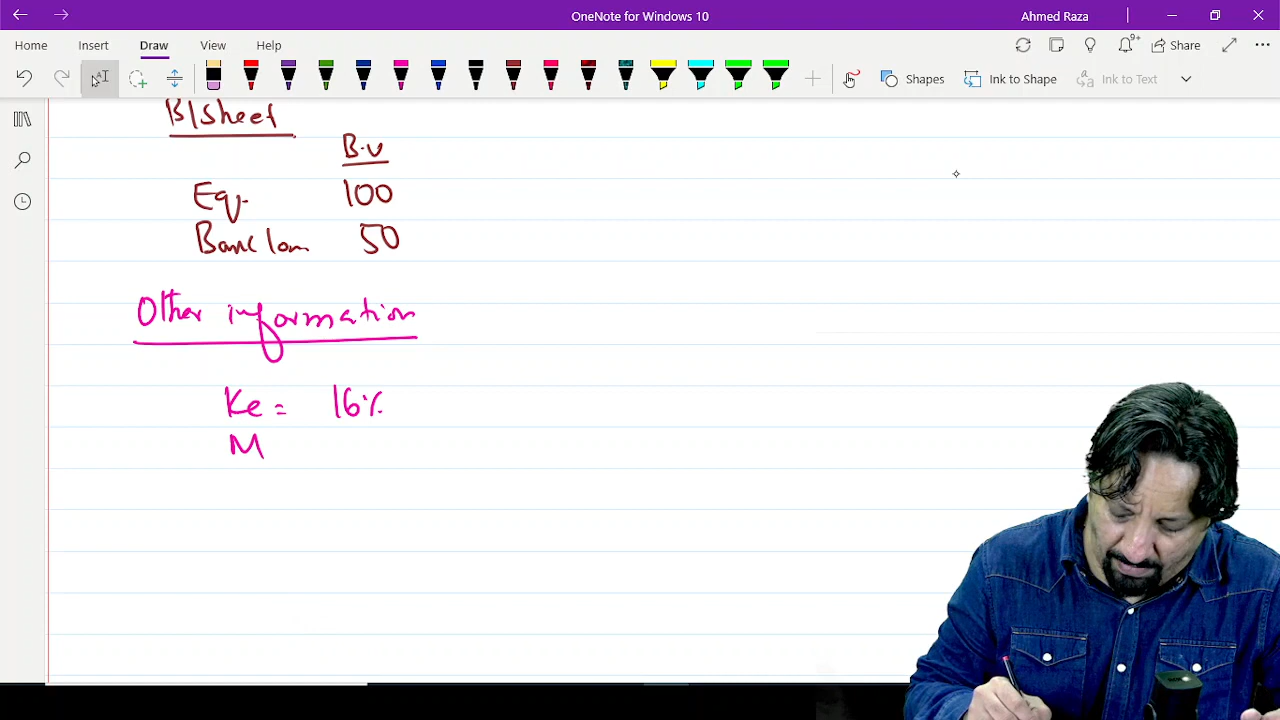 OneNote for Windows 10
Ahmed Raza
Home Insert Draw View Help
Share
Shapes Ink to Shape Ink to Text
B/Sheet
B.V
Eq. 100
Bank loan 50
Other information
Ke = 16%
M